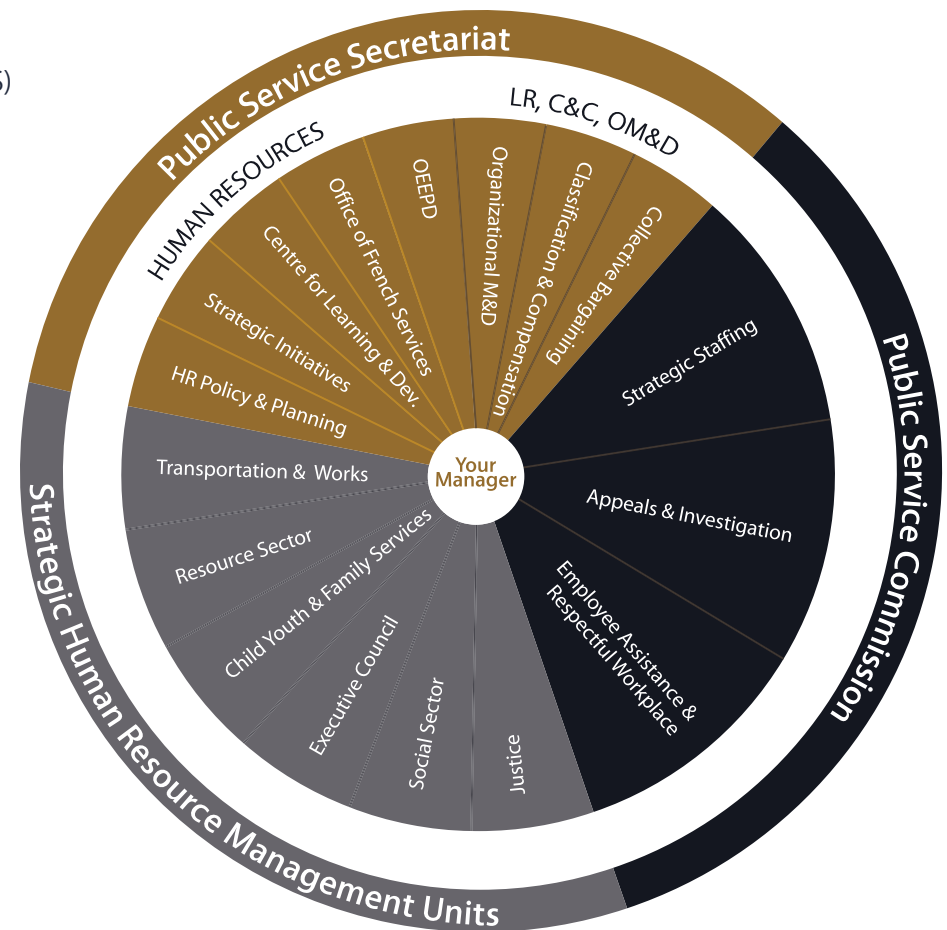 S)
Public Service Secretariat
HUMAN RESOURCES
LR, C&C, OM&D
HR Policy & Planning
Strategic Initiatives
Centre for Learning & Dev.
Office of French Services
OEEPD
Organizational M&D
Classification & Compensation
Collective Bargaining
Public Service Commission
Strategic Staffing
Appeals & Investigation
Employee Assistance &
Respectful Workplace
Strategic Human Resource Management Units
Transportation & Works
Resource Sector
Child Youth & Family Services
Executive Council
Social Sector
Justice
Your
Manager